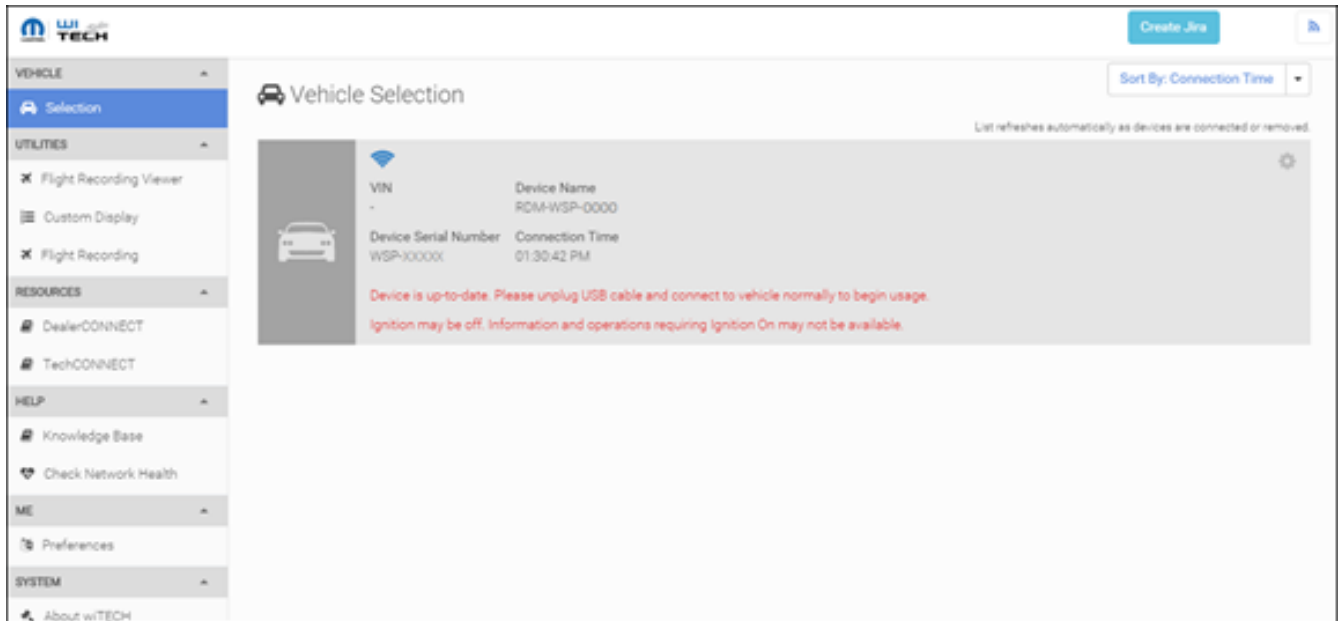 WI
TECH
Create Jira
VEHICLE
Selection
UTILITIES
Flight Recording Viewer
Custom Display
Flight Recording
RESOURCES
DealerCONNECT
TechCONNECT
HELP
Knowledge Base
Check Network Health
ME
Preferences
SYSTEM
About wiTECH
Vehicle Selection
Sort By: Connection Time
List refreshes automatically as devices are connected or removed.
VIN
-
Device Name
RDM-WSP-0000
Device Serial Number
WSP-XXXXX
Connection Time
01:30:42 PM
Device is up-to-date. Please unplug USB cable and connect to vehicle normally to begin usage.
Ignition may be off. Information and operations requiring Ignition On may not be available.